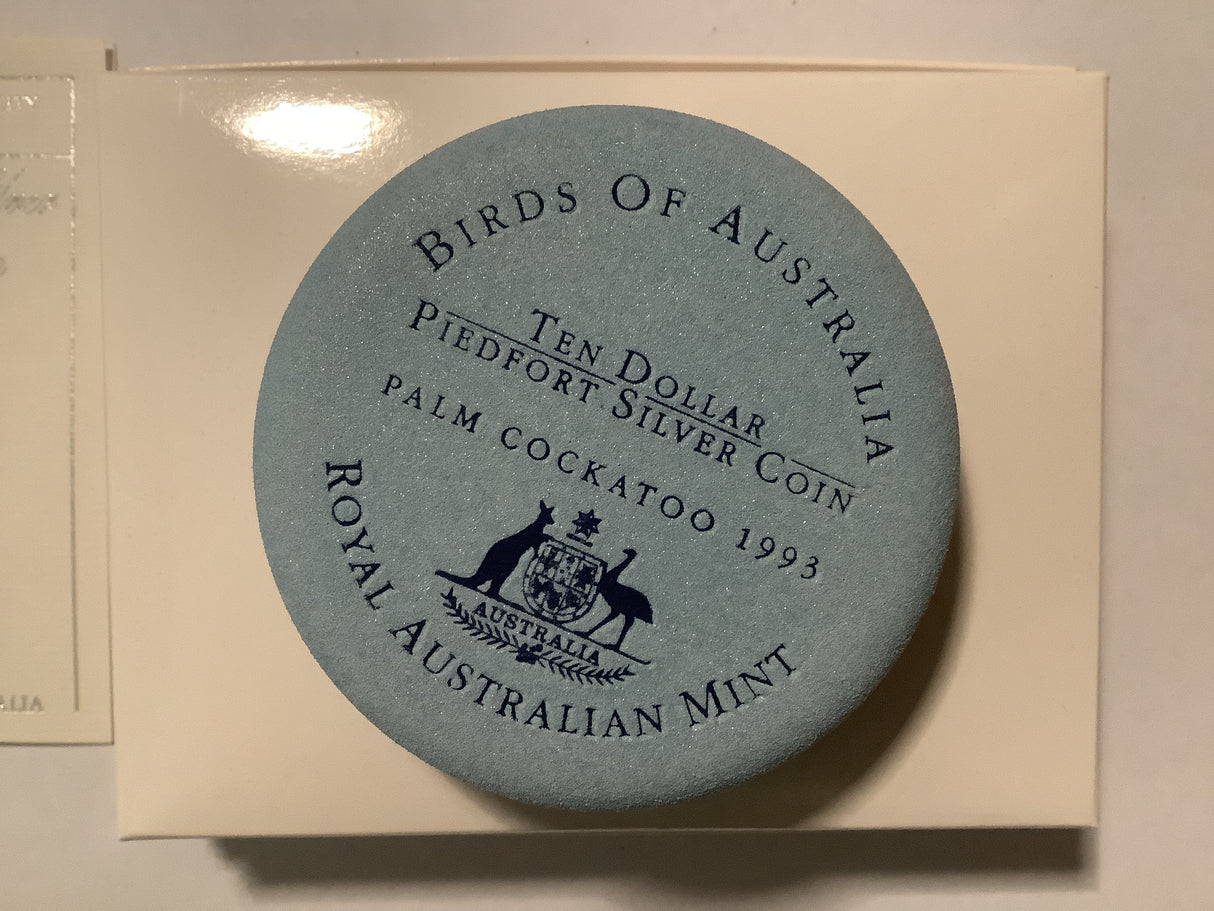 BIRDS OF AUSTRALIA
TEN DOLLAR
PIEDFORT SILVER COIN
PALM COCKATOO 1993
AUSTRALIA
ROYAL AUSTRALIAN MINT